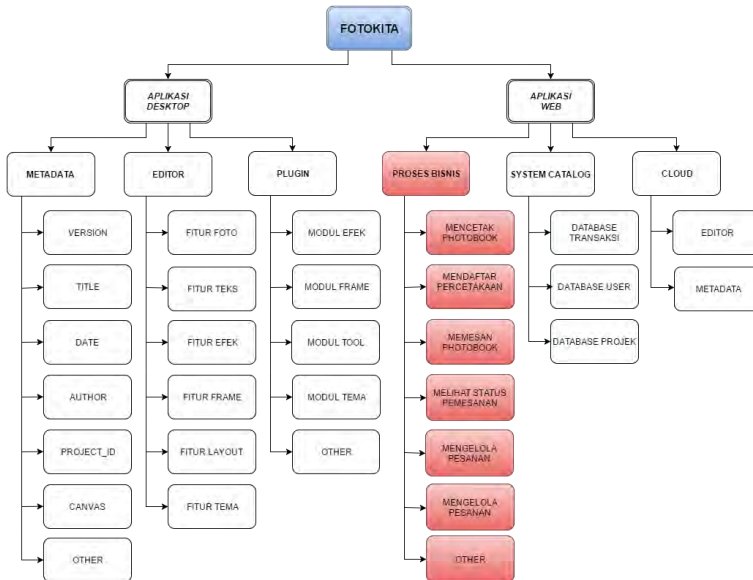 FOTOKITA
APLIKASI
DESKTOP
APLIKASI
WEB
METADATA
EDITOR
PLUGIN
PROSES BISNIS
SYSTEM CATALOG
CLOUD
VERSION
TITLE
DATE
AUTHOR
PROJECT_ID
CANVAS
OTHER
FITUR FOTO
FITUR TEKS
FITUR EFEK
FITUR FRAME
FITUR LAYOUT
FITUR TEMA
MODUL EFEK
MODUL FRAME
MODUL TOOL
MODUL TEMA
OTHER
MENCETAK
PHOTOBOOK
MENDAFTAR
PERCETAKAAN
MEMESAN
PHOTOBOOK
MELIHAT STATUS
PEMESANAN
MENGELOLA
PESANAN
MENGELOLA
PESANAN
OTHER
DATABASE
TRANSAKSI
DATABASE USER
DATABASE PROJEK
EDITOR
METADATA